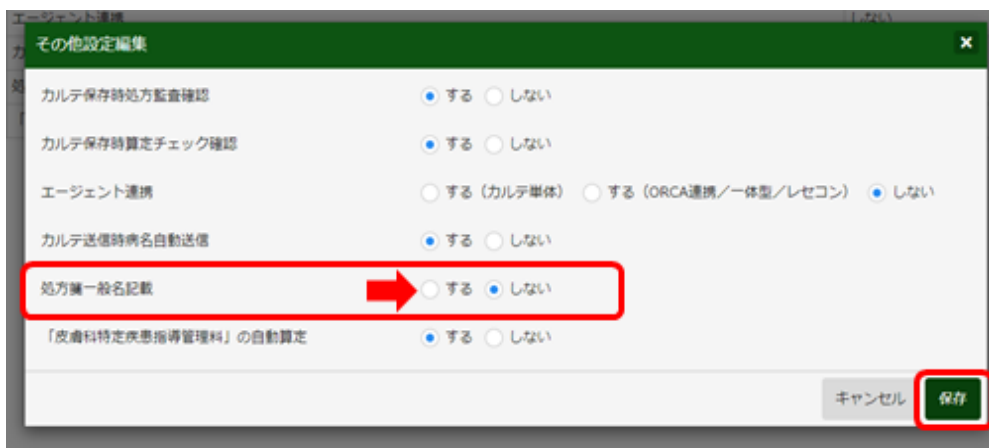 エージェント連携 しない
その他設定編集 ×
カルテ保存時処方監査確認 する しない
カルテ保存時算定チェック確認 する しない
エージェント連携 する（カルテ単体） する（ORCA連携／一体型／レセコン） しない
カルテ送信時病名自動送信 する しない
処方箋一般名記載 する しない
「皮膚科特定疾患指導管理料」の自動算定 する しない
キャンセル 保存